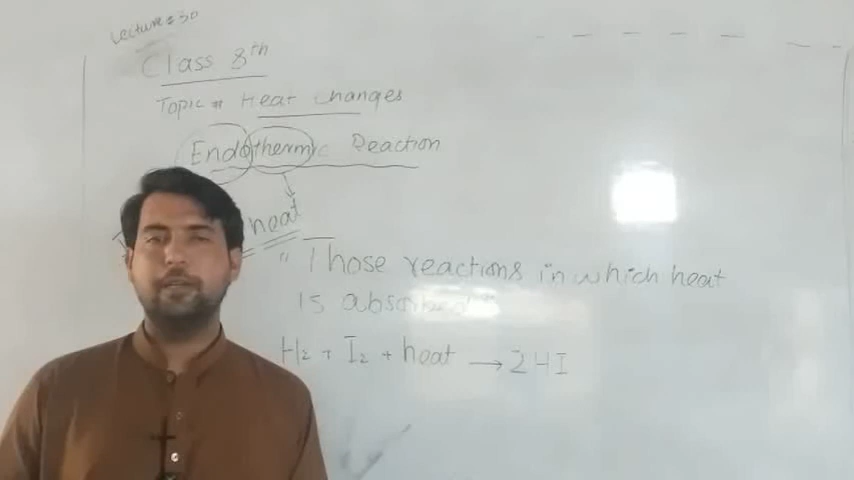 Lecture # 30
Class 8th
Topic # Heat Changes
Endothermic Reaction
heat
" Those reactions in which heat
is absorbed "
H₂ + I₂ + heat → 2HI